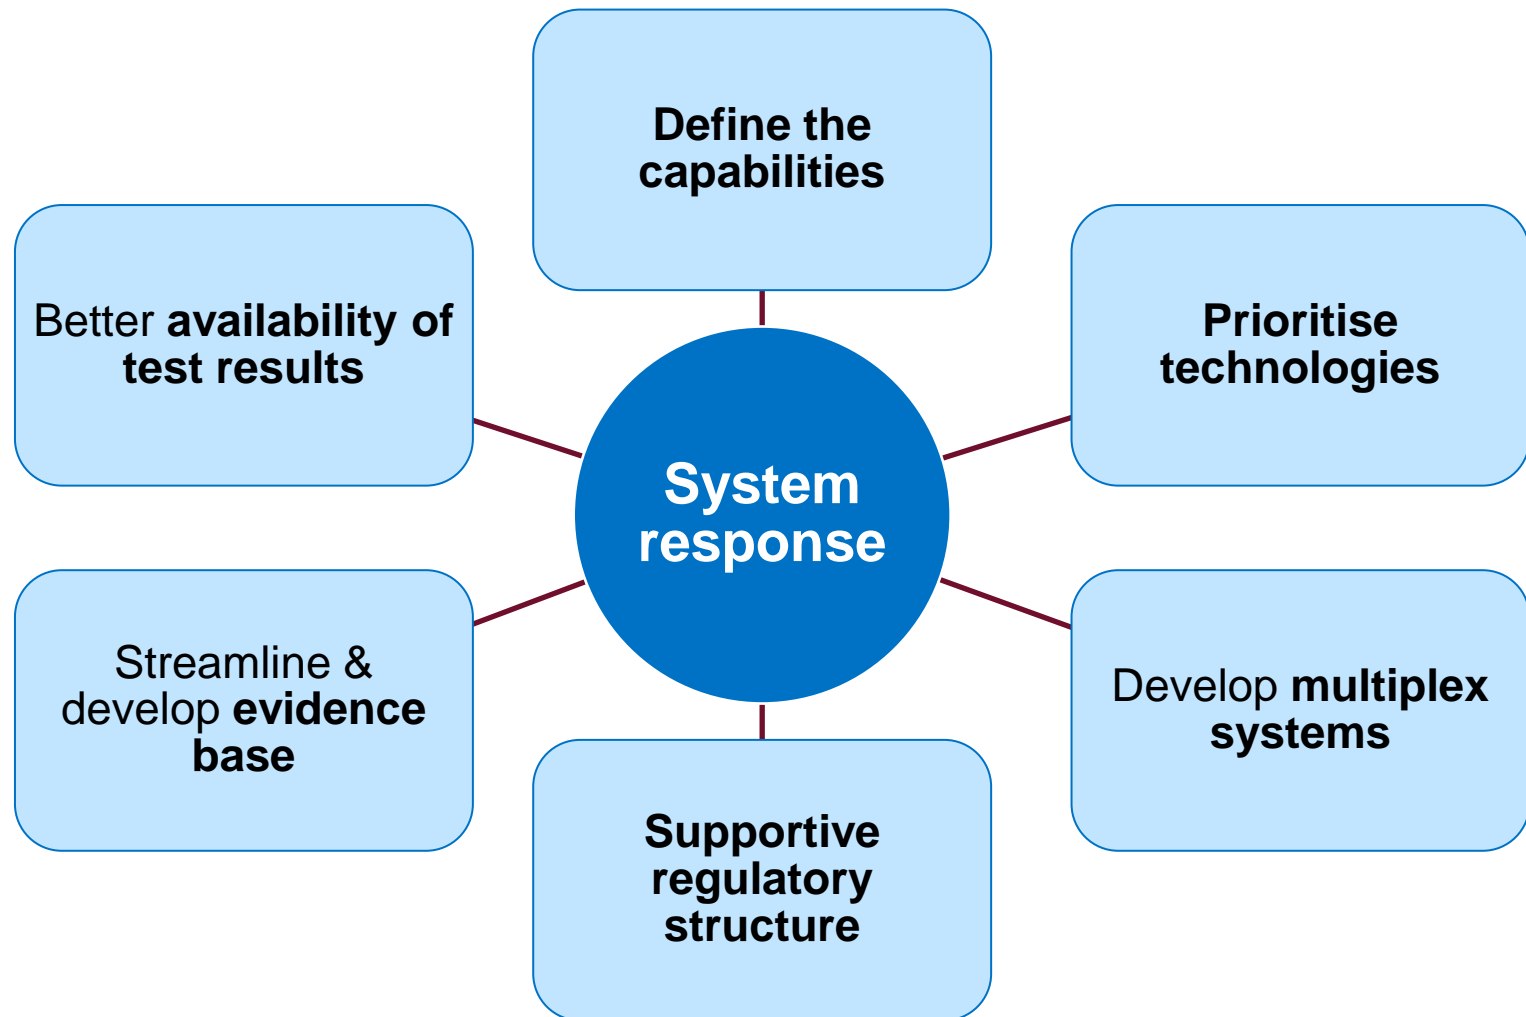 Define the
capabilities
Prioritise
technologies
Develop multiplex
systems
Supportive
regulatory
structure
Streamline &
develop evidence
base
Better availability of
test results
System
response